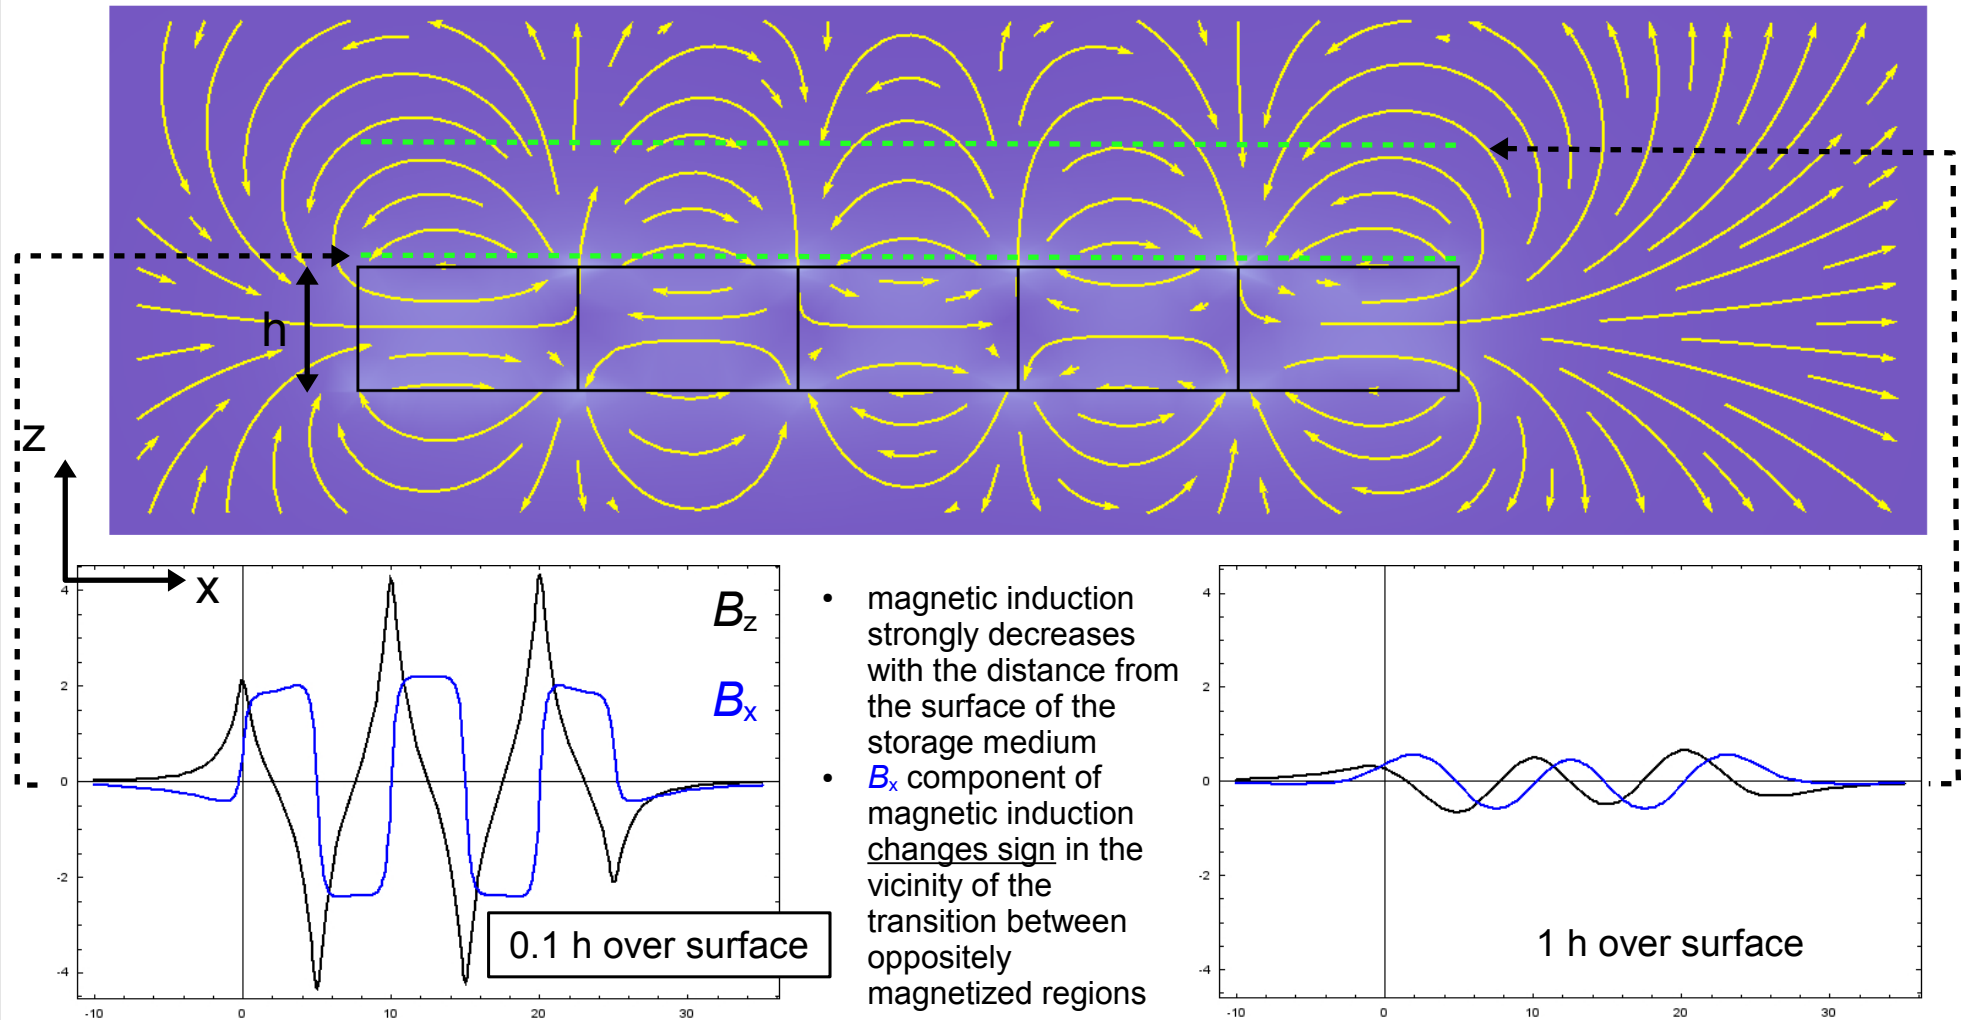 h
z
x
4
2
0
-2
-4
-10
0
10
20
30
Bz
Bx
0.1 h over surface
• magnetic induction
strongly decreases
with the distance from
the surface of the
storage medium
• Bx component of
magnetic induction
changes sign in the
vicinity of the
transition between
oppositely
magnetized regions
4
2
0
-2
-4
-10
0
10
20
30
1 h over surface